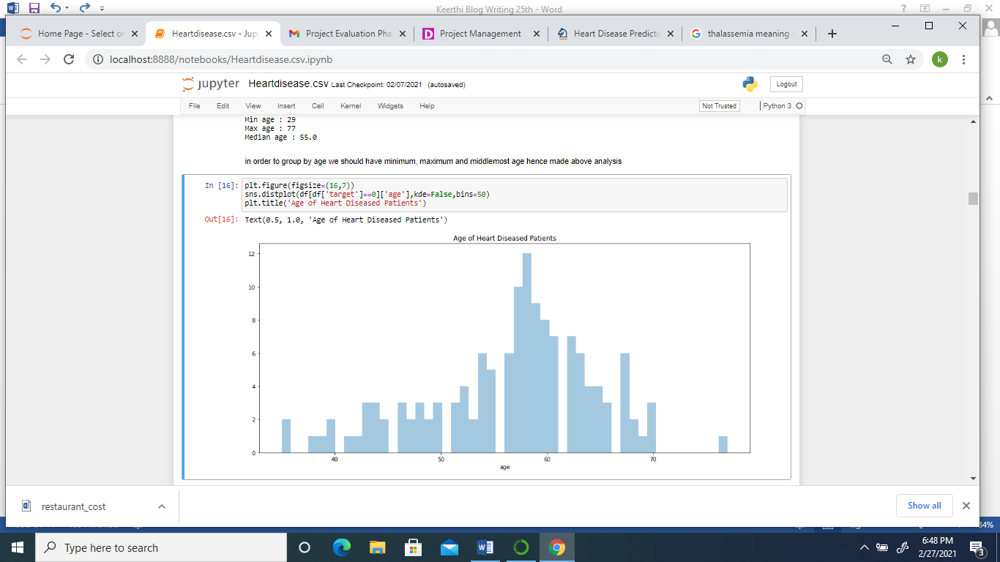 Keerthi Blog Writing 25th - Word
Home Page - Select or
Heartdisease.csv - Jup
Project Evaluation Pha
Project Management
Heart Disease Predictio
thalassemia meaning -
localhost:8888/notebooks/Heartdisease.csv.ipynb
k
jupyter Heartdisease.csv Last Checkpoint: 02/07/2021 (autosaved)
Logout
File Edit View Insert Cell Kernel Widgets Help
Not Trusted
Python 3
Min age : 29
Max age : 77
Median age : 55.0
in order to group by age we should have minimum, maximum and middlemost age hence made above analysis
In [16]: plt.figure(figsize=(16,7))
sns.distplot(df[df['target']==0]['age'],kde=False,bins=50)
plt.title('Age of Heart Diseased Patients')
Out[16]: Text(0.5, 1.0, 'Age of Heart Diseased Patients')
Age of Heart Diseased Patients
12
10
8
6
4
2
0
40 50 60 70
age
restaurant_cost
Show all
84%
Type here to search
6:48 PM
2/27/2021
3